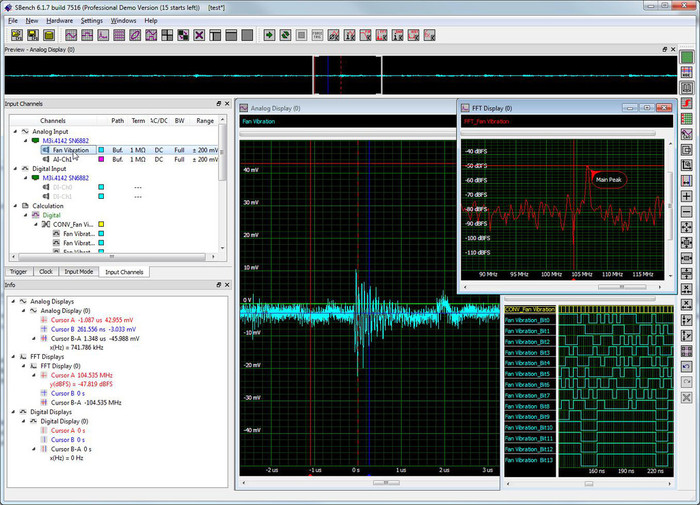 SBench 6.1.7 build 7516 (Professional Demo Version (15 starts left)) [test*]
File New Hardware Settings Windows Help
Preview - Analog Display (0)
Input Channels
Channels Path Term AC/DC BW Range
Analog Input
M3i.4142 SN6882
Fan Vibration Buf. 1 MΩ DC Full ± 200 mV
AI-Ch1 Buf. 1 MΩ DC Full ± 200 mV
Digital Input
M3i.4142 SN6882
DI-Ch0 ---
DI-Ch1 ---
Calculation
Digital
CONV_Fan Vi...
Fan Vibrat...
Fan Vibrat...
Fan Vibrat...
Trigger Clock Input Mode Input Channels
Info
Analog Displays
Analog Display (0)
Cursor A -1.087 us 42.955 mV
Cursor B 261.556 ns -3.033 mV
Cursor B-A 1.348 us -45.988 mV
x(Hz) = 741.786 kHz
FFT Displays
FFT Display (0)
Cursor A 104.535 MHz
y(dBFS) = -47.819 dBFS
Cursor B 0 s
Cursor B-A -104.535 MHz
Digital Displays
Digital Display (0)
Cursor A 0 s
Cursor B 0 s
Cursor B-A 0 s
x(Hz) = 0 Hz
Analog Display (0)
Fan Vibration
40 mV
30 mV
20 mV
10 mV
0 V
-10 mV
-20 mV
-30 mV
-40 mV
-2 us -1 us 0 s 1 us 2 us 3 us
FFT Display (0)
FFT_Fan Vibration
-40 dBFS
-50 dBFS
-60 dBFS
-70 dBFS
-80 dBFS
-90 dBFS
-100 dBFS
-110 dBFS
Main Peak
90 MHz 95 MHz 100 MHz 105 MHz 110 MHz 115 MHz
CONV_Fan Vibration
Fan Vibration_Bit0
Fan Vibration_Bit1
Fan Vibration_Bit2
Fan Vibration_Bit3
Fan Vibration_Bit4
Fan Vibration_Bit5
Fan Vibration_Bit6
Fan Vibration_Bit7
Fan Vibration_Bit8
Fan Vibration_Bit9
Fan Vibration_Bit10
Fan Vibration_Bit11
Fan Vibration_Bit12
Fan Vibration_Bit13
160 ns 190 ns 220 ns